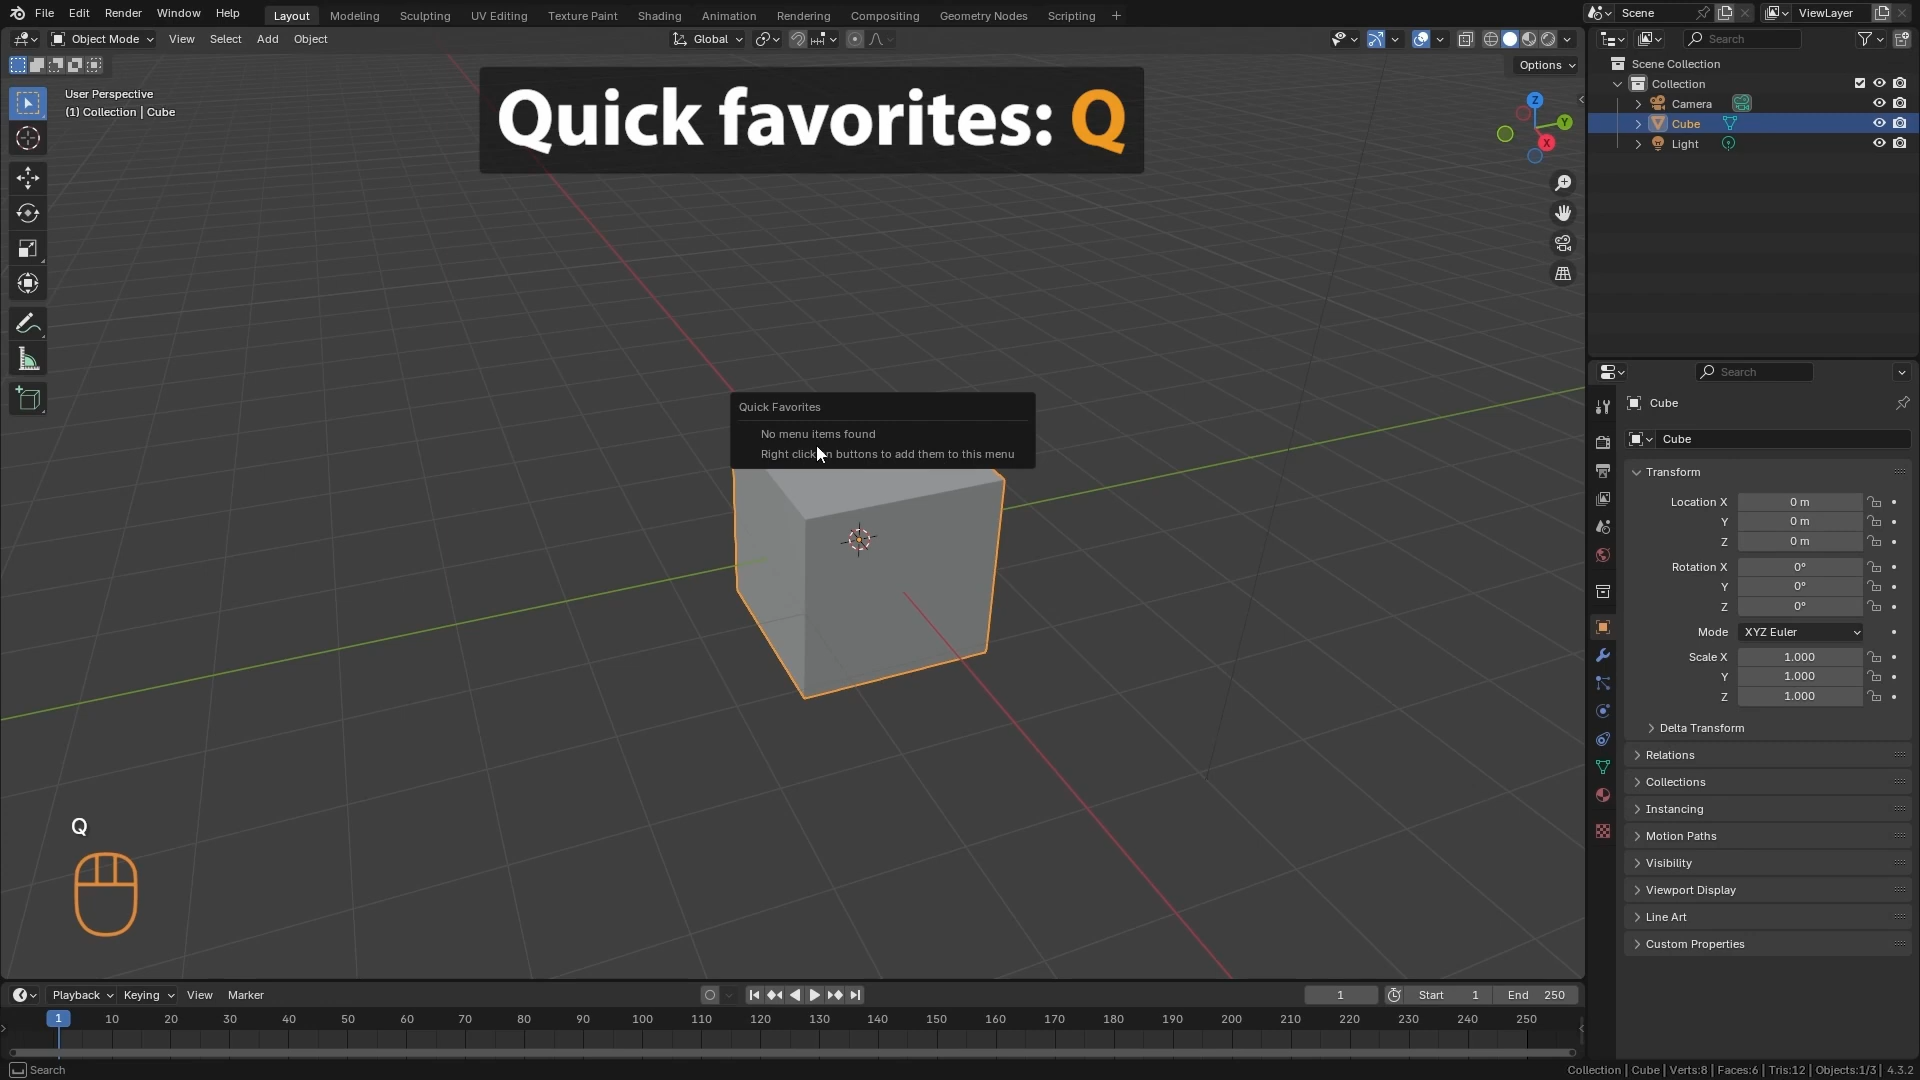 File Edit Render Window Help Layout Modeling Sculpting UV Editing Texture Paint Shading Animation Rendering Compositing Geometry Nodes Scripting + Scene ViewLayer
Object Mode View Select Add Object Global Search
Options
User Perspective
(1) Collection | Cube
Quick favorites: Q
Z
Y
X
Scene Collection
Collection
Camera
Cube
Light
Quick Favorites
No menu items found
Right click on buttons to add them to this menu
Search
Cube
Cube
Transform
Location X 0 m
Y 0 m
Z 0 m
Rotation X 0°
Y 0°
Z 0°
Mode XYZ Euler
Scale X 1.000
Y 1.000
Z 1.000
Delta Transform
Relations
Collections
Instancing
Motion Paths
Visibility
Viewport Display
Line Art
Custom Properties
Q
Playback Keying View Marker 1 Start 1 End 250
1 10 20 30 40 50 60 70 80 90 100 110 120 130 140 150 160 170 180 190 200 210 220 230 240 250
Search Collection | Cube | Verts:8 | Faces:6 | Tris:12 | Objects:1/3 | 4.3.2